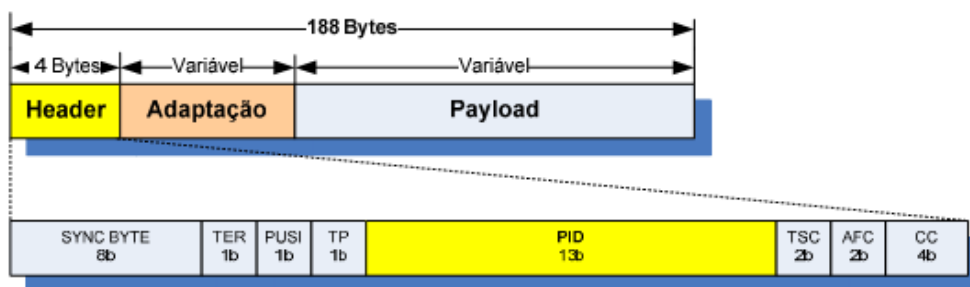 188 Bytes
4 Bytes Variável Variável
Header Adaptação Payload
SYNC BYTE TER PUSI TP PID TSC AFC CC
8b 1b 1b 1b 13b 2b 2b 4b